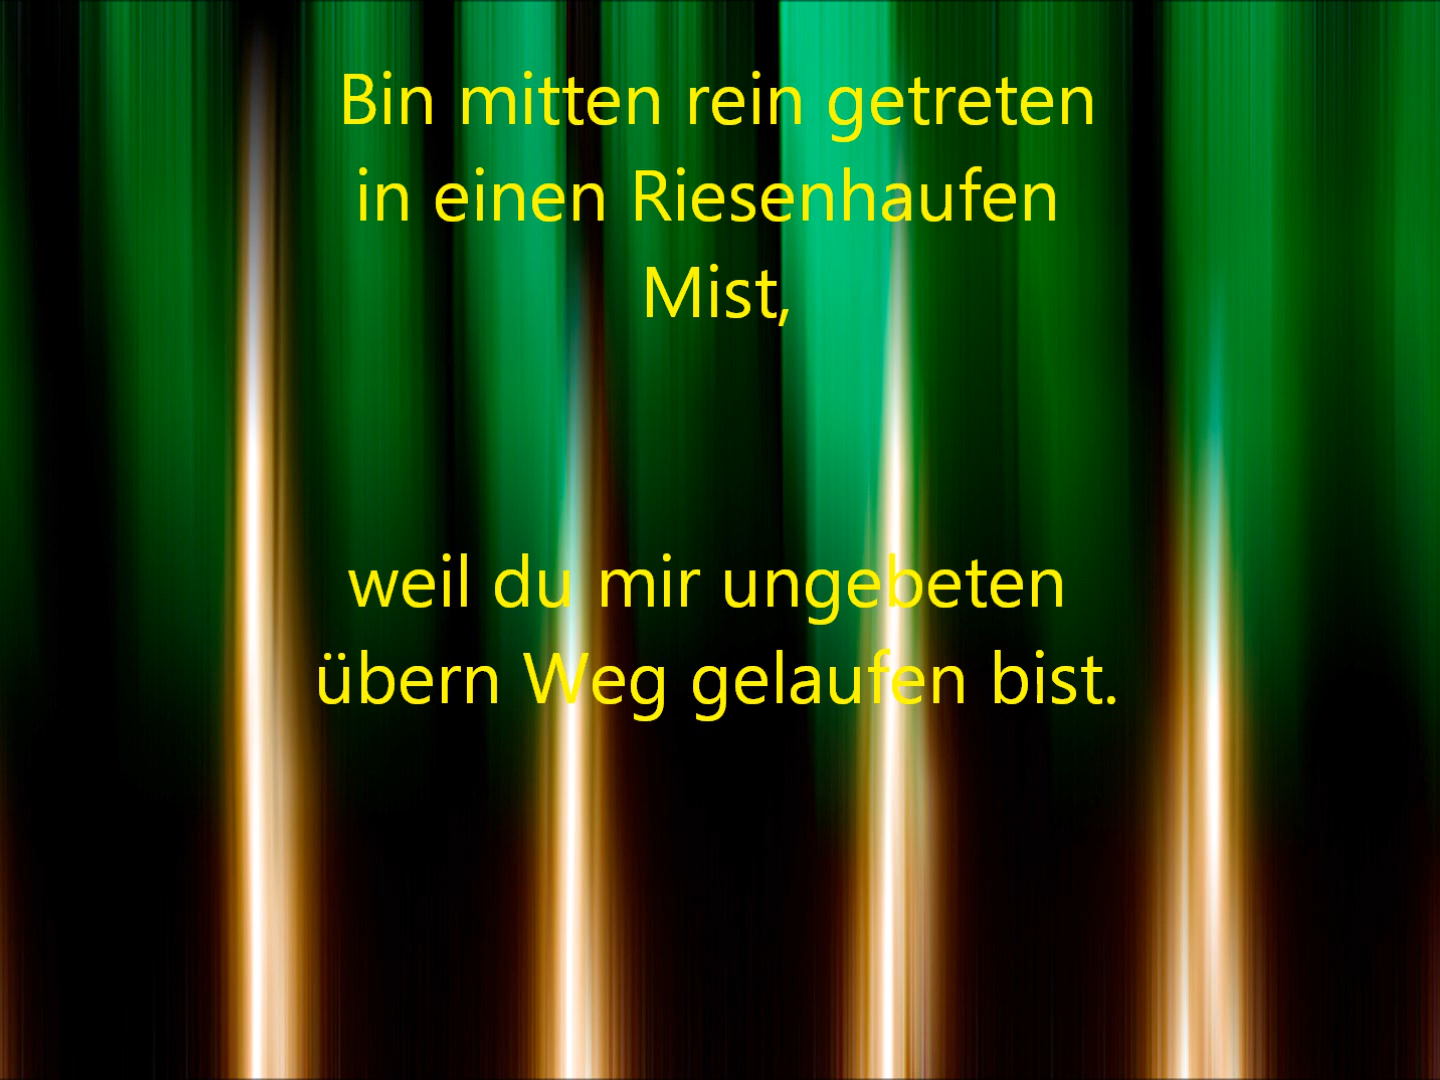 Bin mitten rein getreten
in einen Riesenhaufen
Mist,
weil du mir ungebeten
übern Weg gelaufen bist.